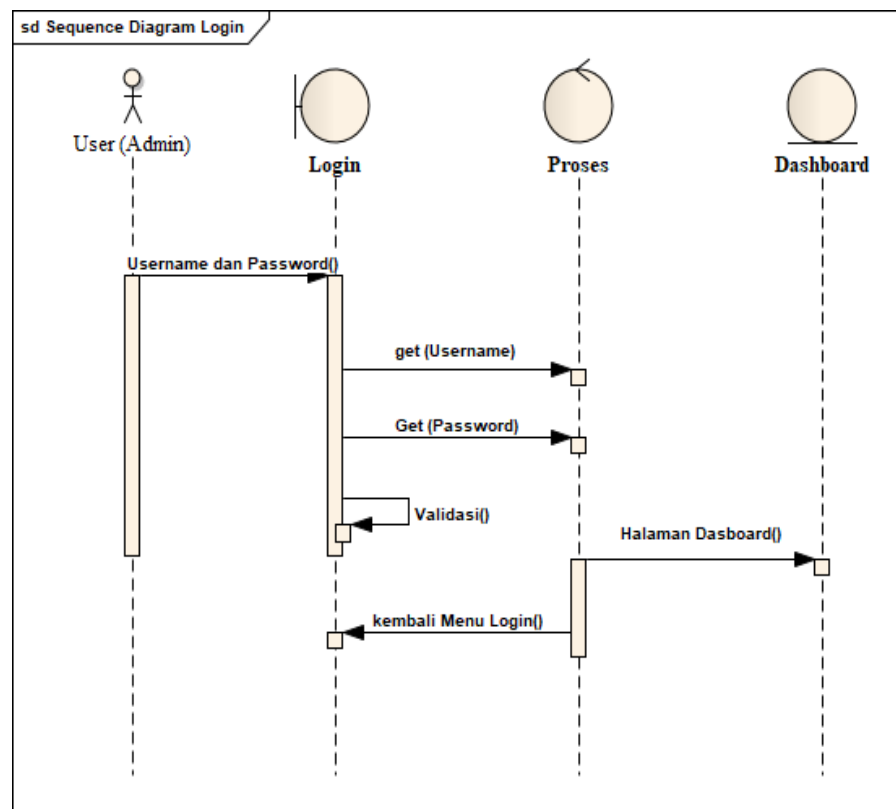 sd Sequence Diagram Login
User (Admin)
Login
Proses
Dashboard
Username dan Password()
get (Username)
Get (Password)
Validasi()
Halaman Dasboard()
kembali Menu Login()